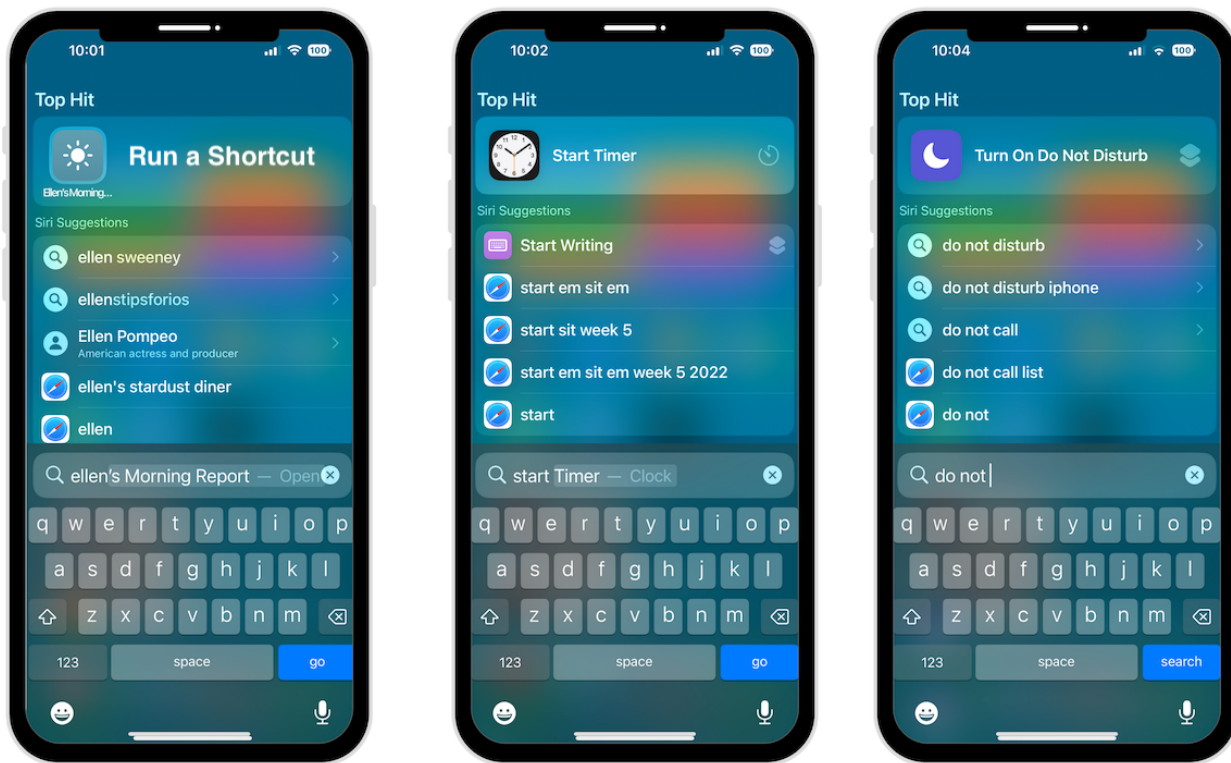 10:01
100
Top Hit
Run a Shortcut
Ellen'sMorning...
Siri Suggestions
ellen sweeney
ellenstipsforios
Ellen Pompeo
American actress and producer
ellen's stardust diner
ellen
ellen's Morning Report — Open
q w e r t y u i o p
a s d f g h j k l
z x c v b n m
123 space go
10:02
100
Top Hit
Start Timer
Siri Suggestions
Start Writing
start em sit em
start sit week 5
start em sit em week 5 2022
start
start Timer — Clock
q w e r t y u i o p
a s d f g h j k l
z x c v b n m
123 space go
10:04
100
Top Hit
Turn On Do Not Disturb
Siri Suggestions
do not disturb
do not disturb iphone
do not call
do not call list
do not
do not
q w e r t y u i o p
a s d f g h j k l
z x c v b n m
123 space search